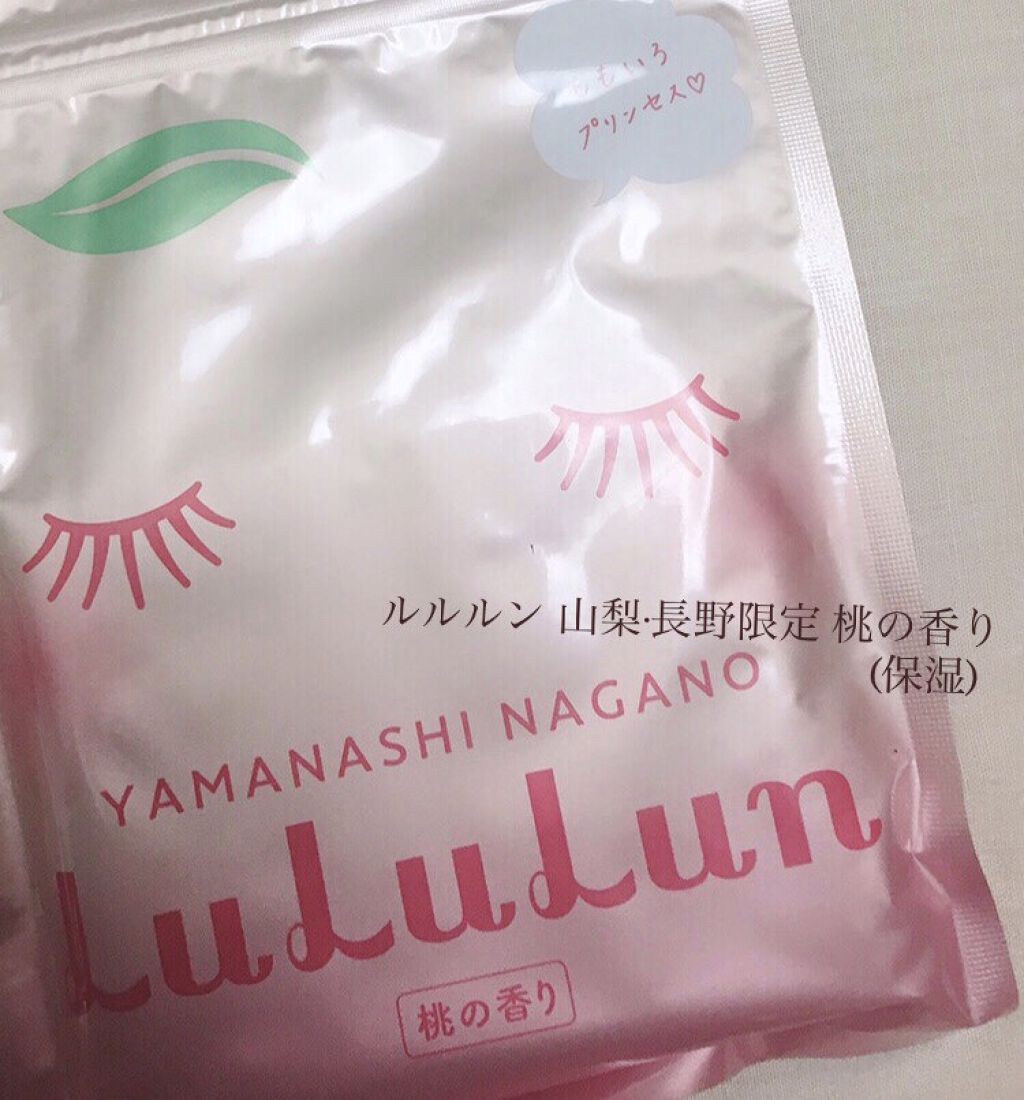 ももいろ
プリンセス♡
ルルルン 山梨·長野限定 桃の香り
(保湿)
YAMANASHI NAGANO
LuLuLun
桃の香り